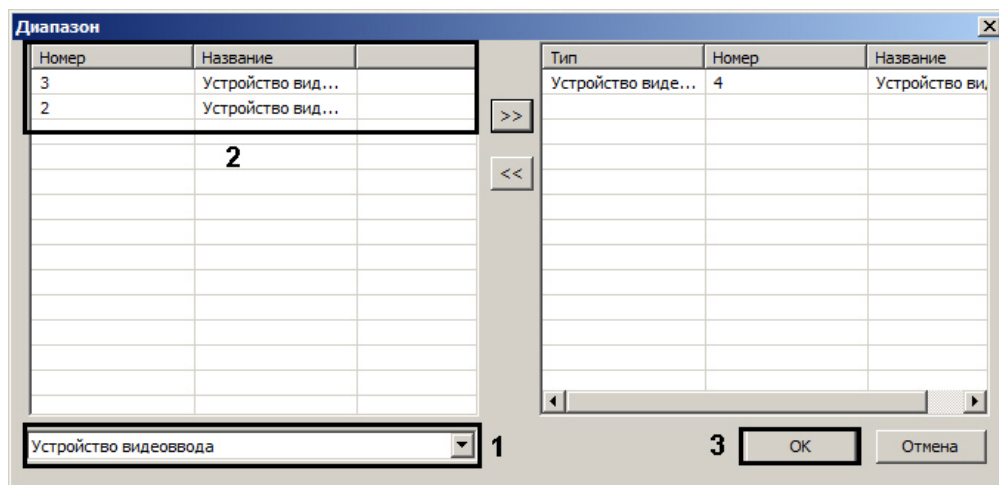 Диапазон
Номер Название
3 Устройство вид...
2 Устройство вид...
2
>>
<<
Тип Номер Название
Устройство виде... 4 Устройство ви
Устройство видеоввода
1
3
OK
Отмена